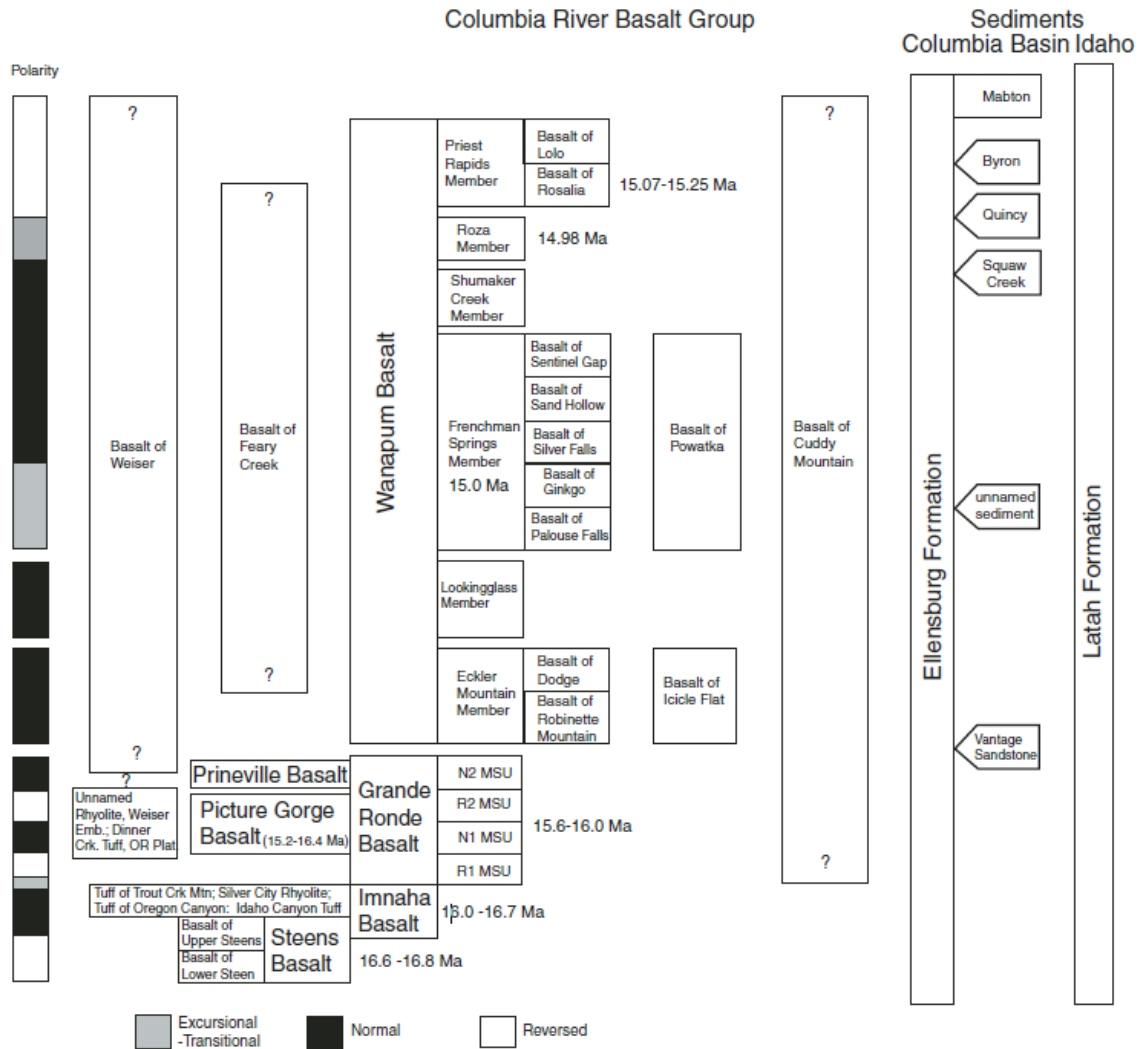 Columbia River Basalt Group
Sediments
Columbia Basin Idaho
Polarity
?
?
?
Basalt of
Weiser
?
?
Basalt of
Feary
Creek
?
Wanapum Basalt
Priest
Rapids
Member
Basalt of
Lolo
Basalt of
Rosalia
15.07-15.25 Ma
Roza
Member
14.98 Ma
Shumaker
Creek
Member
Frenchman
Springs
Member
15.0 Ma
Basalt of
Sentinel Gap
Basalt of
Sand Hollow
Basalt of
Silver Falls
Basalt of
Ginkgo
Basalt of
Palouse Falls
Basalt of
Powatka
Lookingglass
Member
Eckler
Mountain
Member
Basalt of
Dodge
Basalt of
Robinette
Mountain
Basalt of
Icicle Flat
?
Basalt of
Cuddy
Mountain
?
Ellensburg Formation
Mabton
Byron
Quincy
Squaw
Creek
unnamed
sediment
Vantage
Sandstone
Latah Formation
Unnamed
Rhyolite, Weiser
Emb.; Dinner
Crk. Tuff, OR Plat
Prineville Basalt
Picture Gorge
Basalt (15.2-16.4 Ma)
Grande
Ronde
Basalt
N2 MSU
R2 MSU
N1 MSU
R1 MSU
15.6-16.0 Ma
Tuff of Trout Crk Mtn; Silver City Rhyolite;
Tuff of Oregon Canyon: Idaho Canyon Tuff
Imnaha
Basalt
16.0 -16.7 Ma
Basalt of
Upper Steens
Basalt of
Lower Steen
Steens
Basalt
16.6 -16.8 Ma
Excursional
-Transitional
Normal
Reversed